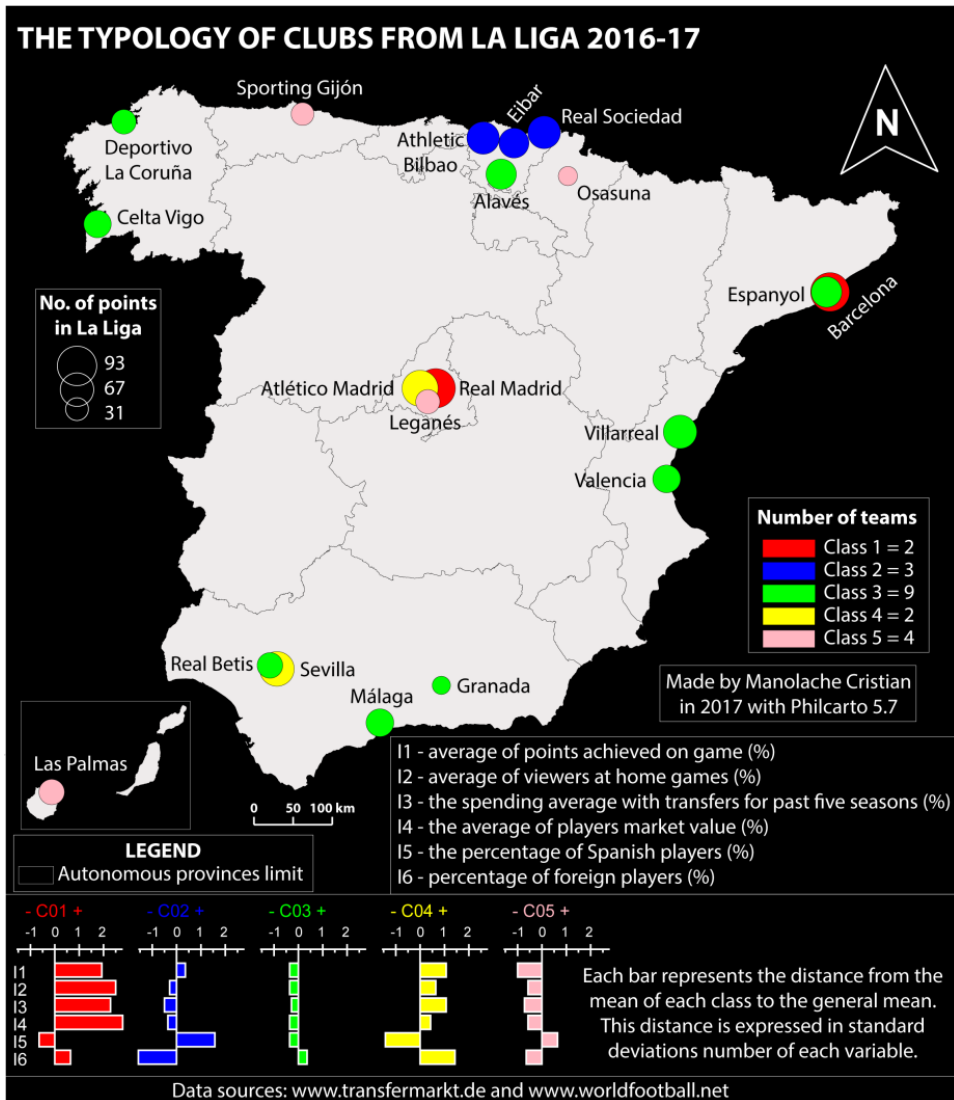 THE TYPOLOGY OF CLUBS FROM LA LIGA 2016-17
Sporting Gijón
Eibar
Real Sociedad
Athletic
Bilbao
N
Deportivo
La Coruña
Alavés
Osasuna
Celta Vigo
No. of points
in La Liga
93
67
31
Espanyol
Barcelona
Atlético Madrid
Real Madrid
Leganés
Villarreal
Valencia
Number of teams
Class 1 = 2
Class 2 = 3
Class 3 = 9
Class 4 = 2
Class 5 = 4
Real Betis
Sevilla
Granada
Málaga
Made by Manolache Cristian
in 2017 with Philcarto 5.7
Las Palmas
0 50 100 km
I1 - average of points achieved on game (%)
I2 - average of viewers at home games (%)
I3 - the spending average with transfers for past five seasons (%)
I4 - the average of players market value (%)
I5 - the percentage of Spanish players (%)
I6 - percentage of foreign players (%)
LEGEND
Autonomous provinces limit
- C01 + - C02 + - C03 + - C04 + - C05 +
-1 0 1 2 -1 0 1 2 -1 0 1 2 -1 0 1 2 -1 0 1 2
I1
I2
I3
I4
I5
I6
Each bar represents the distance from the
mean of each class to the general mean.
This distance is expressed in standard
deviations number of each variable.
Data sources: www.transfermarkt.de and www.worldfootball.net